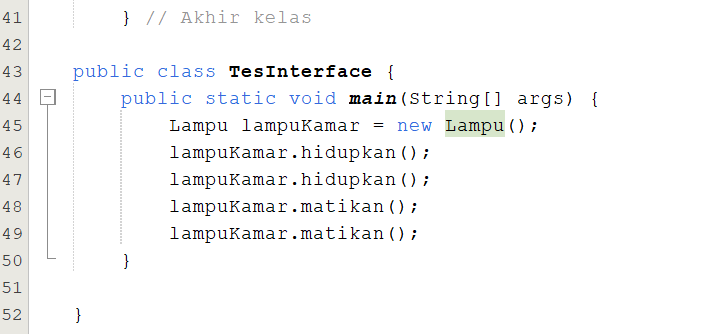 41 } // Akhir kelas
42
43 public class TesInterface {
44 public static void main(String[] args) {
45 Lampu lampuKamar = new Lampu();
46 lampuKamar.hidupkan();
47 lampuKamar.hidupkan();
48 lampuKamar.matikan();
49 lampuKamar.matikan();
50 }
51
52 }